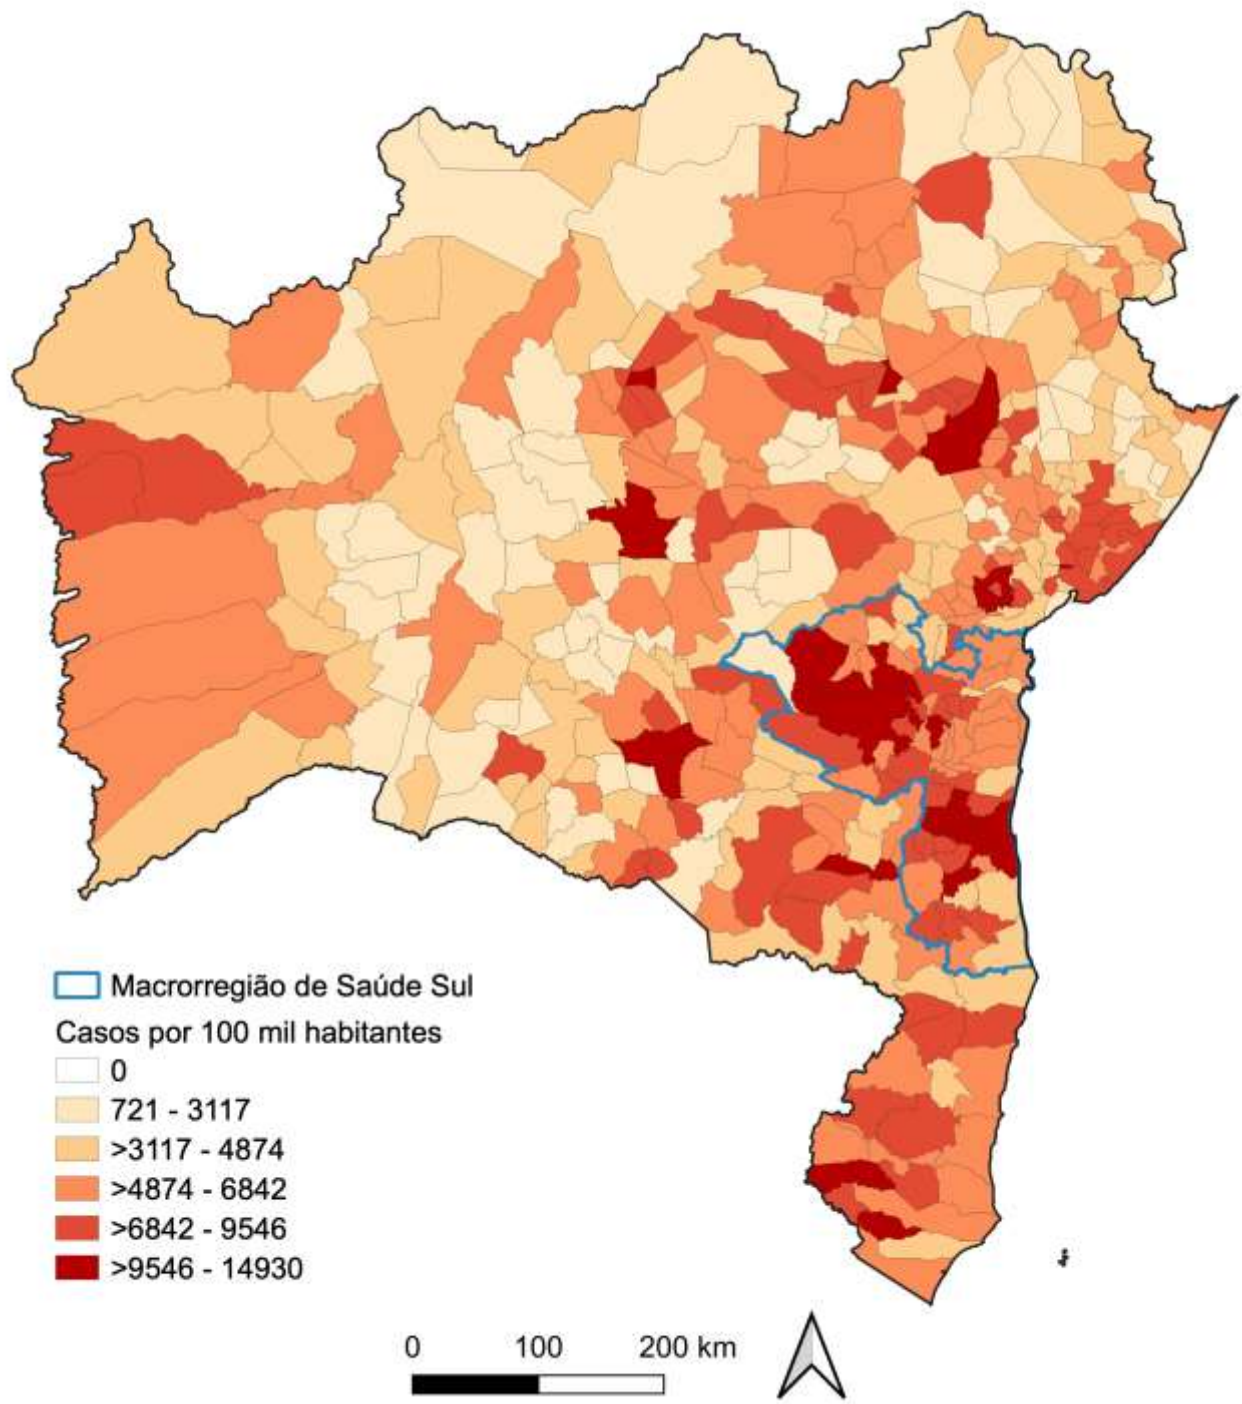 Macrorregião de Saúde Sul
Casos por 100 mil habitantes
0
721 - 3117
>3117 - 4874
>4874 - 6842
>6842 - 9546
>9546 - 14930
0 100 200 km